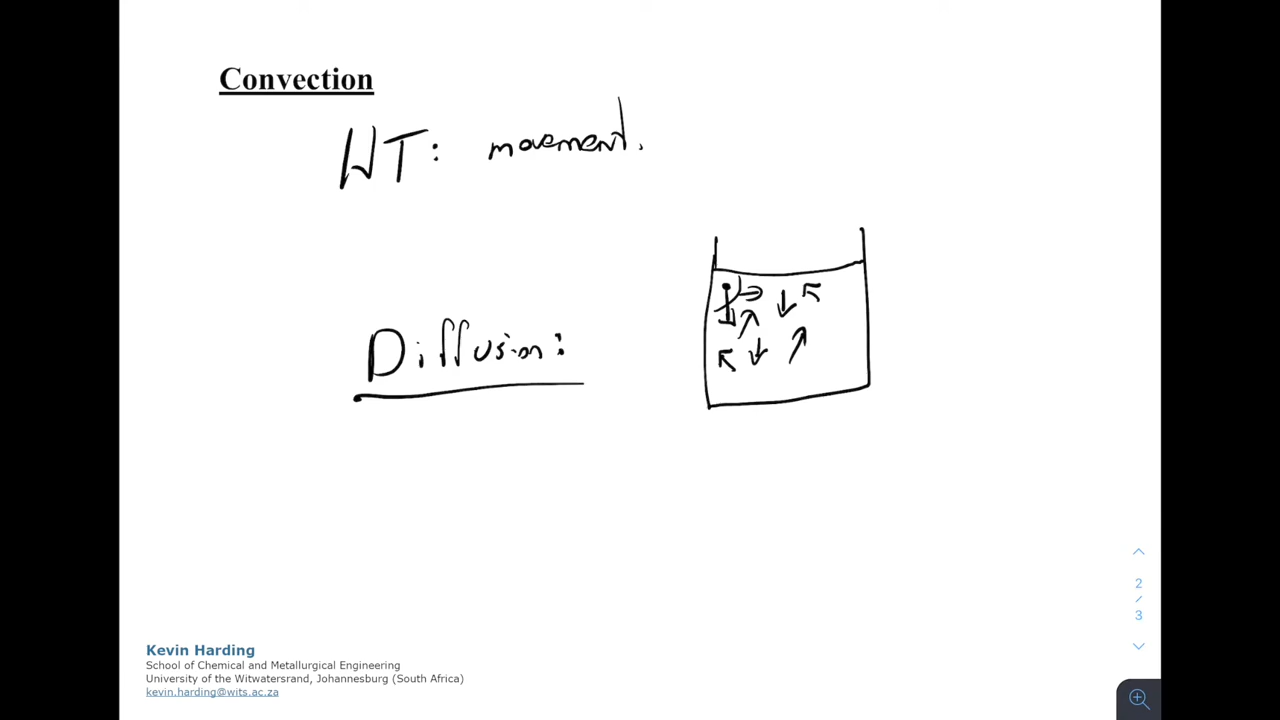 Convection
HT: movement.
Diffusion:
2
/
3
Kevin Harding
School of Chemical and Metallurgical Engineering
University of the Witwatersrand, Johannesburg (South Africa)
kevin.harding@wits.ac.za